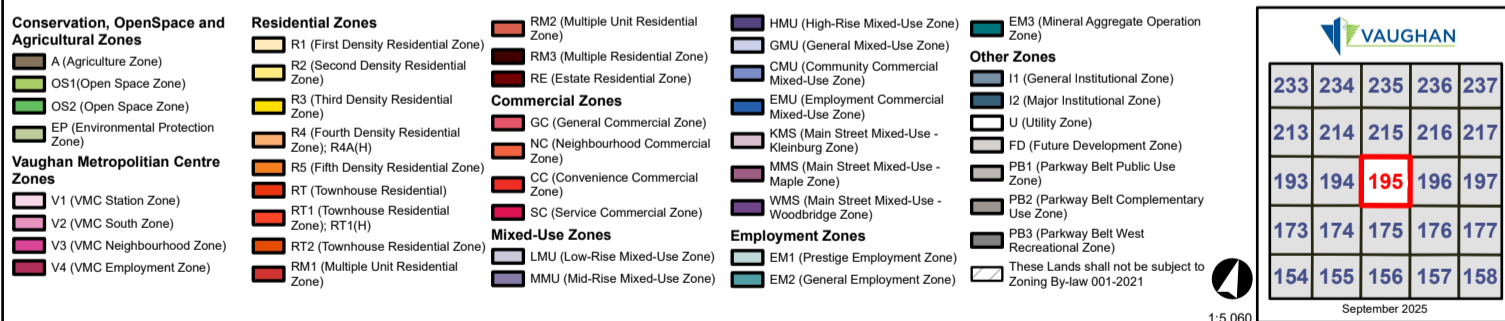 Conservation, OpenSpace and
Agricultural Zones
A (Agriculture Zone)
OS1(Open Space Zone)
OS2 (Open Space Zone)
EP (Environmental Protection
Zone)
Vaughan Metropolitian Centre
Zones
V1 (VMC Station Zone)
V2 (VMC South Zone)
V3 (VMC Neighbourhood Zone)
V4 (VMC Employment Zone)
Residential Zones
R1 (First Density Residential Zone)
R2 (Second Density Residential
Zone)
R3 (Third Density Residential
Zone)
R4 (Fourth Density Residential
Zone); R4A(H)
R5 (Fifth Density Residential Zone)
RT (Townhouse Residential)
RT1 (Townhouse Residential
Zone); RT1(H)
RT2 (Townhouse Residential Zone)
RM1 (Multiple Unit Residential
Zone)
RM2 (Multiple Unit Residential
Zone)
RM3 (Multiple Residential Zone)
RE (Estate Residential Zone)
Commercial Zones
GC (General Commercial Zone)
NC (Neighbourhood Commercial
Zone)
CC (Convenience Commercial
Zone)
SC (Service Commercial Zone)
Mixed-Use Zones
LMU (Low-Rise Mixed-Use Zone)
MMU (Mid-Rise Mixed-Use Zone)
HMU (High-Rise Mixed-Use Zone)
GMU (General Mixed-Use Zone)
CMU (Community Commercial
Mixed-Use Zone)
EMU (Employment Commercial
Mixed-Use Zone)
KMS (Main Street Mixed-Use -
Kleinburg Zone)
MMS (Main Street Mixed-Use -
Maple Zone)
WMS (Main Street Mixed-Use -
Woodbridge Zone)
Employment Zones
EM1 (Prestige Employment Zone)
EM2 (General Employment Zone)
EM3 (Mineral Aggregate Operation
Zone)
Other Zones
I1 (General Institutional Zone)
I2 (Major Institutional Zone)
U (Utility Zone)
FD (Future Development Zone)
PB1 (Parkway Belt Public Use
Zone)
PB2 (Parkway Belt Complementary
Use Zone)
PB3 (Parkway Belt West
Recreational Zone)
These Lands shall not be subject to
Zoning By-law 001-2021
1:5,060
VAUGHAN
233 234 235 236 237
213 214 215 216 217
193 194 195 196 197
173 174 175 176 177
154 155 156 157 158
September 2025